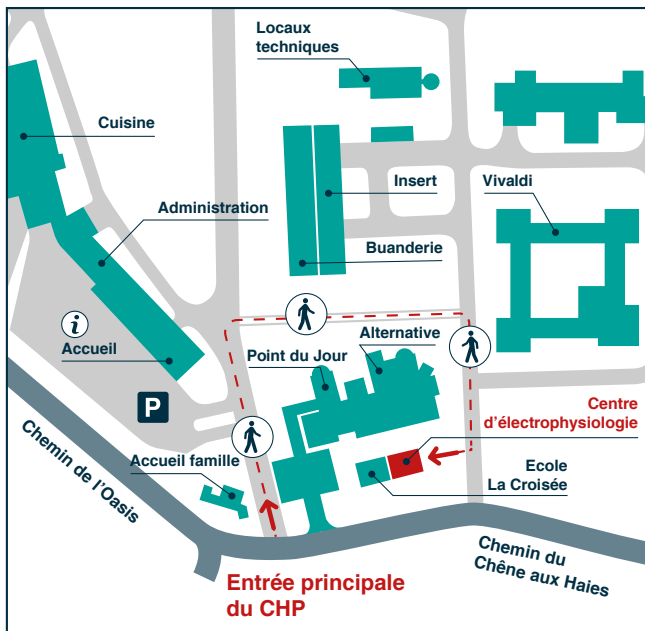 Locaux
techniques
Cuisine
Insert
Vivaldi
Administration
Buanderie
i
Accueil
Alternative
Point du Jour
P
Centre
d'électrophysiologie
Chemin de l'Oasis
Accueil famille
Ecole
La Croisée
Chemin du
Chêne aux Haies
Entrée principale
du CHP